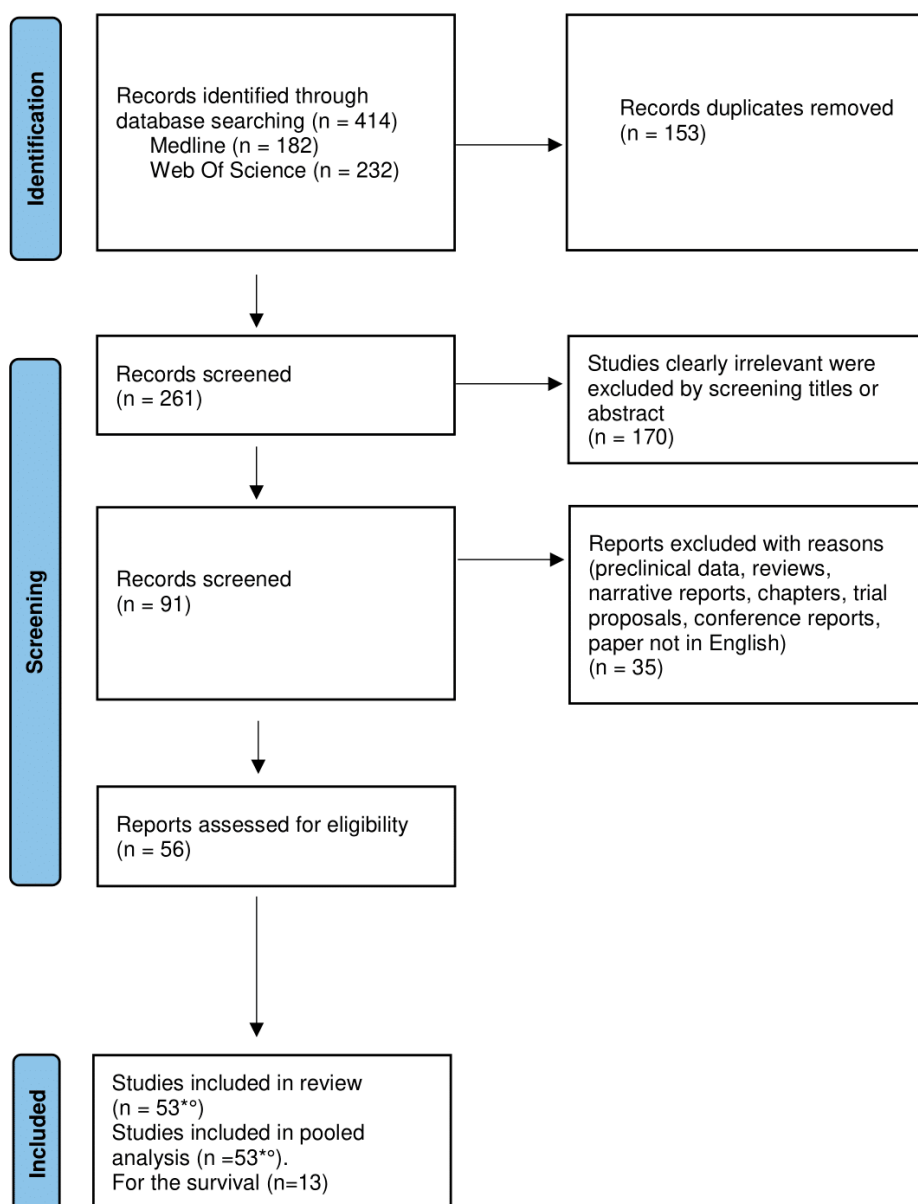 Identification
Records identified through
database searching (n = 414)
Medline (n = 182)
Web Of Science (n = 232)
Records duplicates removed
(n = 153)
Screening
Records screened
(n = 261)
Studies clearly irrelevant were
excluded by screening titles or
abstract
(n = 170)
Records screened
(n = 91)
Reports excluded with reasons
(preclinical data, reviews,
narrative reports, chapters, trial
proposals, conference reports,
paper not in English)
(n = 35)
Reports assessed for eligibility
(n = 56)
Included
Studies included in review
(n = 53*°)
Studies included in pooled
analysis (n =53*°).
For the survival (n=13)